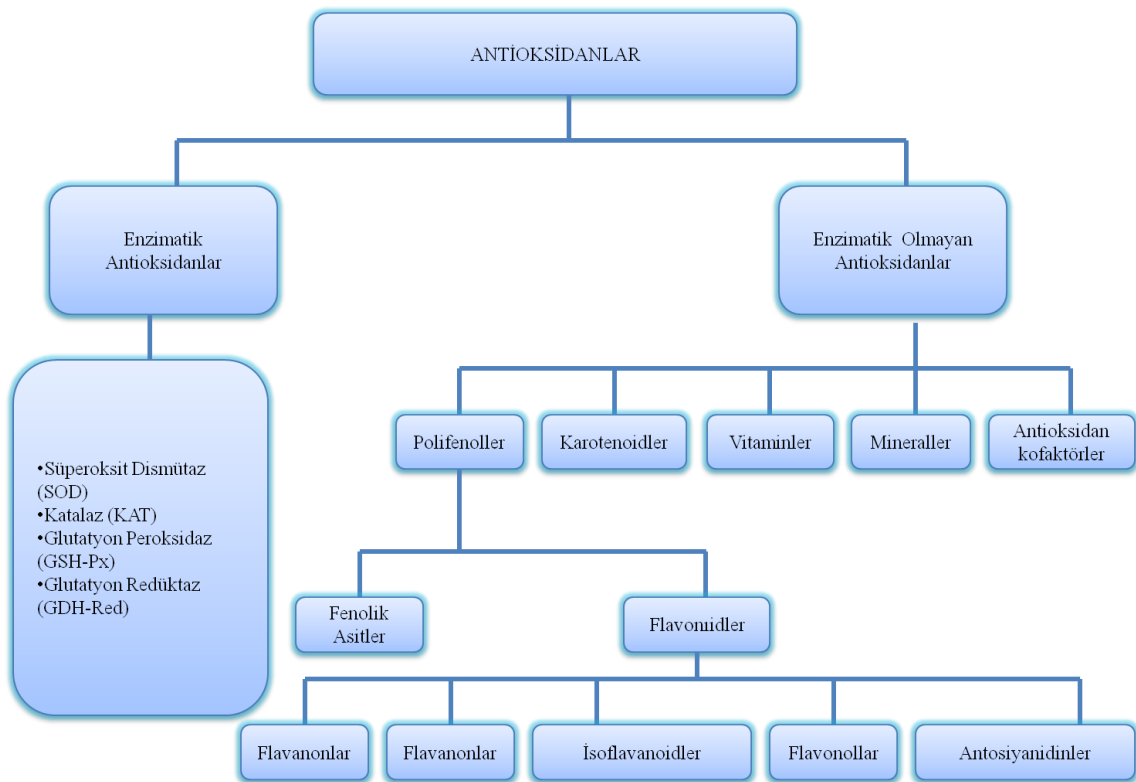 ANTİOKSİDANLAR
Enzimatik
Antioksidanlar
Enzimatik Olmayan
Antioksidanlar
•Süperoksit Dismütaz
(SOD)
•Katalaz (KAT)
•Glutatyon Peroksidaz
(GSH-Px)
•Glutatyon Redüktaz
(GDH-Red)
Polifenoller
Karotenoidler
Vitaminler
Mineraller
Antioksidan
kofaktörler
Fenolik
Asitler
Flavonıidler
Flavanonlar
Flavanonlar
İsoflavanoidler
Flavonollar
Antosiyanidinler